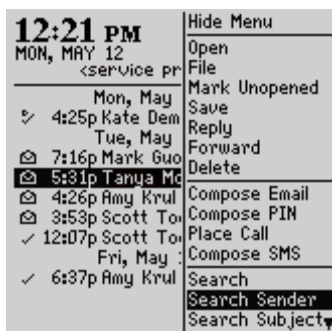 12:21 PM
MON, MAY 12
<service pr
Mon, May
4:25p Kate Dem
Tue, May
7:16p Mark Guo
5:31p Tanya Mc
4:26p Amy Krul
3:53p Scott To
12:07p Scott To
Fri, May
6:37p Amy Krul
Hide Menu
Open
File
Mark Unopened
Save
Reply
Forward
Delete
Compose Email
Compose PIN
Place Call
Compose SMS
Search
Search Sender
Search Subject